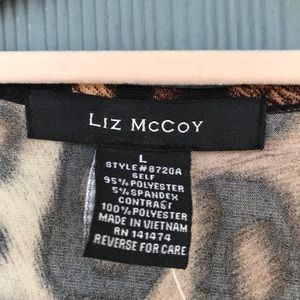 LIZ MCCOY
L
STYLE#8720A
SELF
95%POLYESTER
5%SPANDEX
CONTRAST
100%POLYESTER
MADE IN VIETNAM
RN 141474
REVERSE FOR CARE